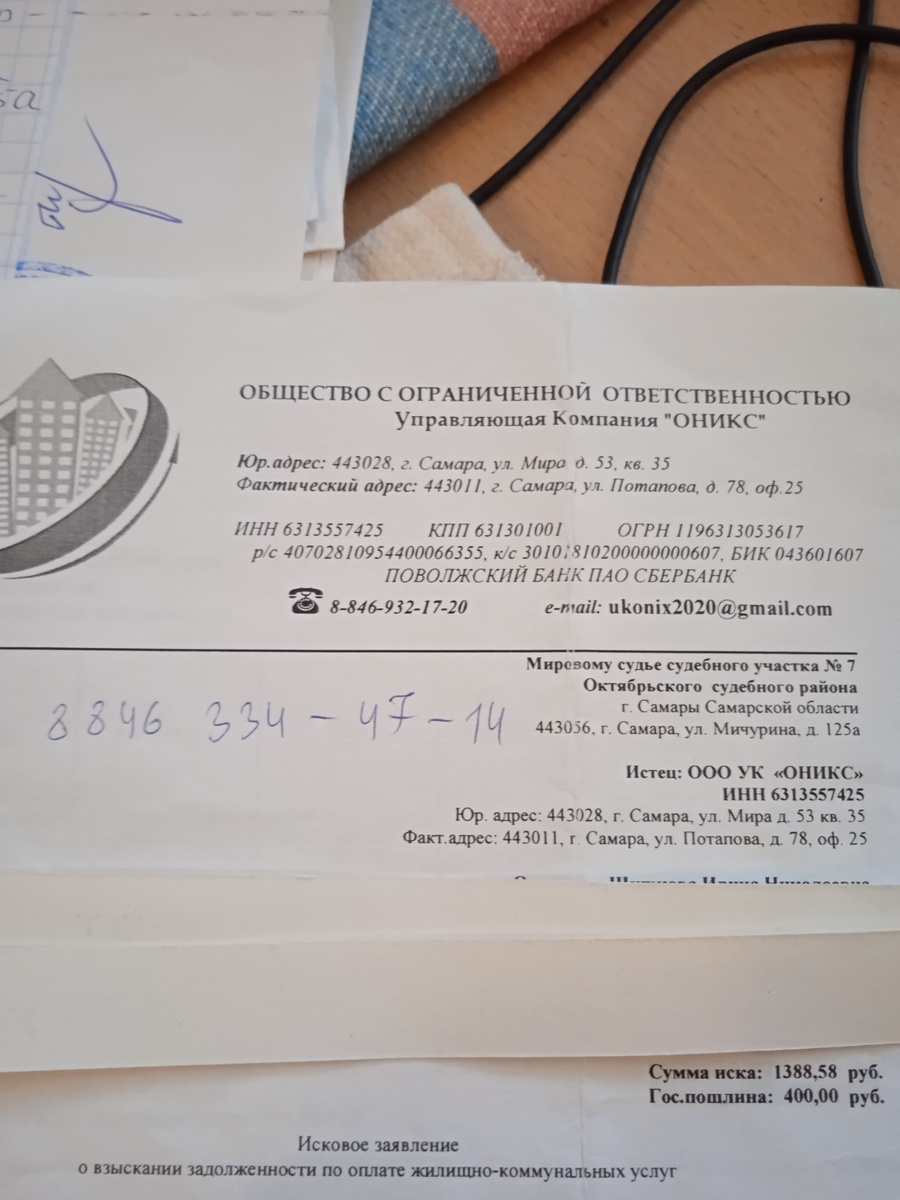 ба
ОБЩЕСТВО С ОГРАНИЧЕННОЙ ОТВЕТСТВЕННОСТЬЮ
Управляющая Компания "ОНИКС"
Юр.адрес: 443028, г. Самара, ул. Мира д. 53, кв. 35
Фактический адрес: 443011, г. Самара, ул. Потапова, д. 78, оф.25
ИНН 6313557425 КПП 631301001 ОГРН 1196313053617
р/с 40702810954400066355, к/с 30101810200000000607, БИК 043601607
ПОВОЛЖСКИЙ БАНК ПАО СБЕРБАНК
8-846-932-17-20 e-mail: ukonix2020@gmail.com
Мировому судье судебного участка № 7
Октябрьского судебного района
г. Самары Самарской области
443056, г. Самара, ул. Мичурина, д. 125а
8 846 334-47-14
Истец: ООО УК «ОНИКС»
ИНН 6313557425
Юр. адрес: 443028, г. Самара, ул. Мира д. 53 кв. 35
Факт.адрес: 443011, г. Самара, ул. Потапова, д. 78, оф. 25
Сумма иска: 1388,58 руб.
Гос.пошлина: 400,00 руб.
Исковое заявление
о взыскании задолженности по оплате жилищно-коммунальных услуг